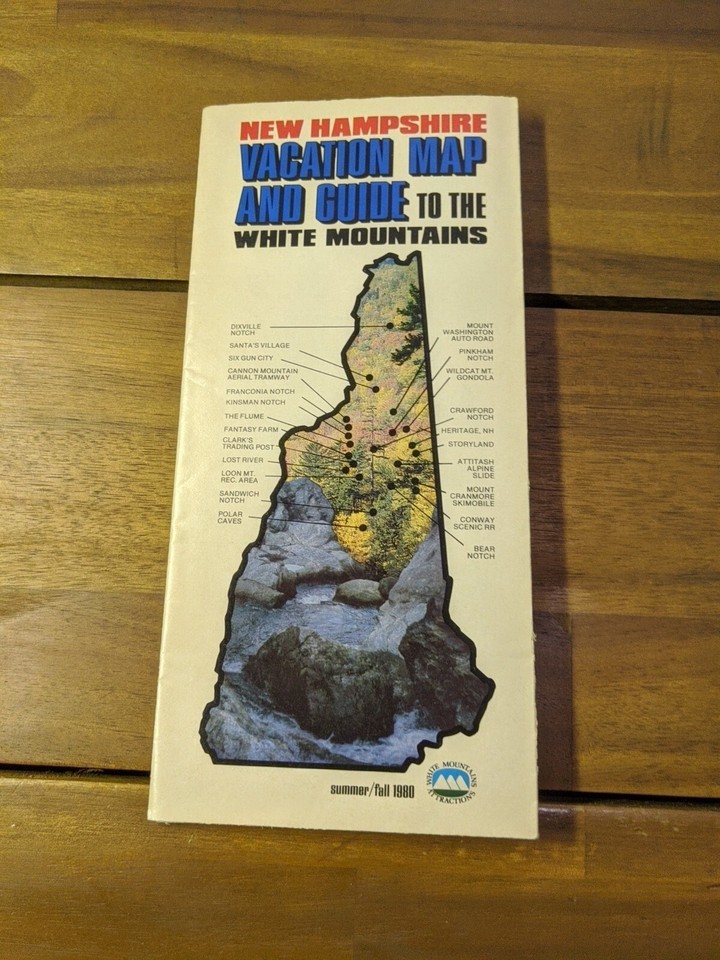 NEW HAMPSHIRE
VACATION MAP
AND GUIDE TO THE
WHITE MOUNTAINS
DIXVILLE
NOTCH
SANTA'S VILLAGE
SIX GUN CITY
CANNON MOUNTAIN
AERIAL TRAMWAY
FRANCONIA NOTCH
KINSMAN NOTCH
THE FLUME
FANTASY FARM
CLARK'S
TRADING POST
LOST RIVER
LOON MT.
REC. AREA
SANDWICH
NOTCH
POLAR
CAVES
MOUNT
WASHINGTON
AUTO ROAD
PINKHAM
NOTCH
WILDCAT MT.
GONDOLA
CRAWFORD
NOTCH
HERITAGE, NH
STORYLAND
ATTITASH
ALPINE
SLIDE
MOUNT
CRANMORE
SKIMOBILE
CONWAY
SCENIC RR
BEAR
NOTCH
summer/fall 1980
WHITE MOUNTAINS
ATTRACTIONS